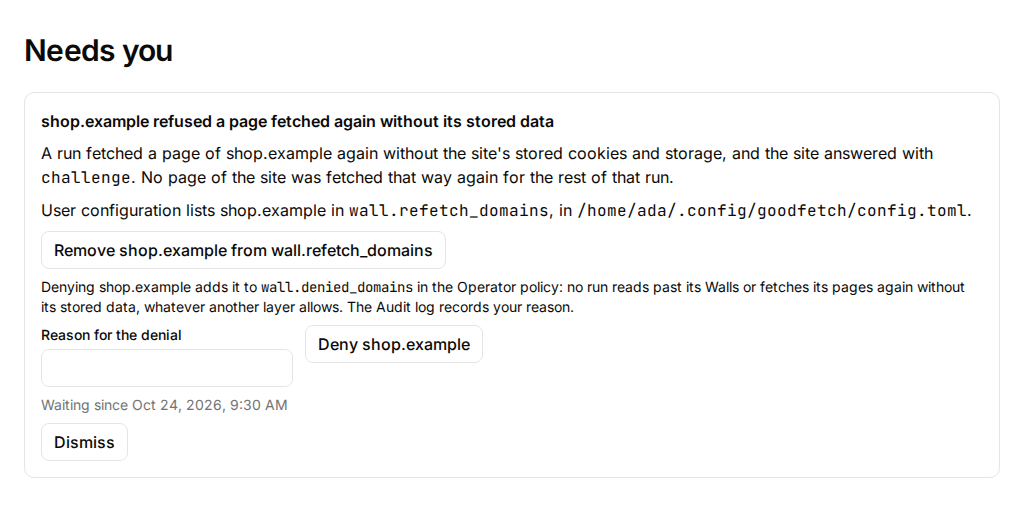 Needs you
shop.example refused a page fetched again without its stored data
A run fetched a page of shop.example again without the site's stored cookies and storage, and the site answered with
challenge. No page of the site was fetched that way again for the rest of that run.
User configuration lists shop.example in wall.refetch_domains, in /home/ada/.config/goodfetch/config.toml.
Remove shop.example from wall.refetch_domains
Denying shop.example adds it to wall.denied_domains in the Operator policy: no run reads past its Walls or fetches its pages again without
its stored data, whatever another layer allows. The Audit log records your reason.
Reason for the denial
Deny shop.example
Waiting since Oct 24, 2026, 9:30 AM
Dismiss